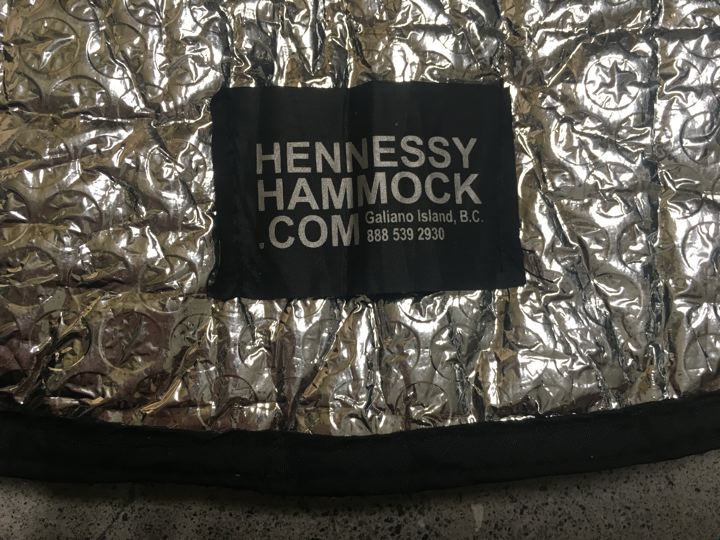 HENNESSY
HAMMOCK
.COM Galiano Island, B.C.
888 539 2930